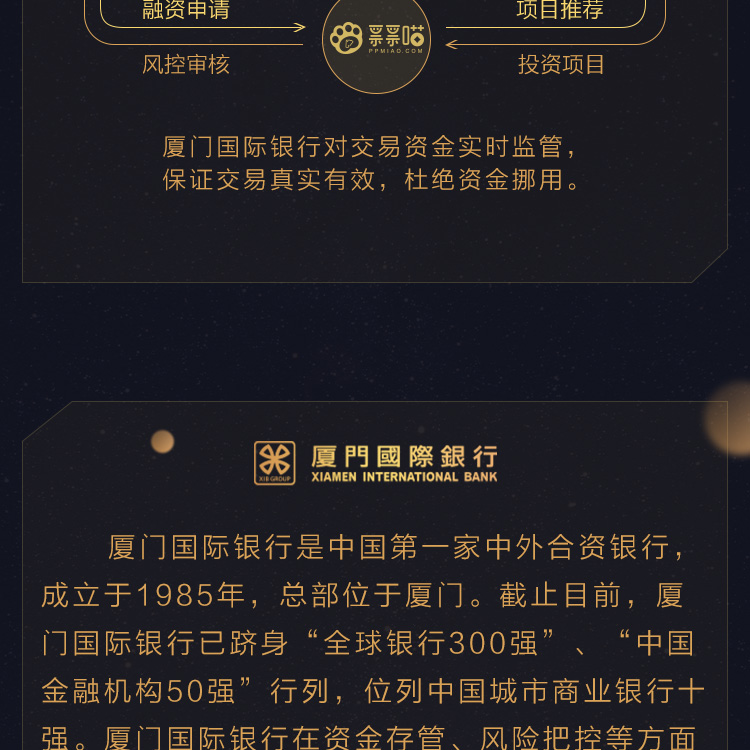 融资申请
项目推荐
票票喵
PPMIAO.COM
风控审核
投资项目
厦门国际银行对交易资金实时监管，
保证交易真实有效，杜绝资金挪用。
厦門國際銀行
XIB GROUP
XIAMEN INTERNATIONAL BANK
厦门国际银行是中国第一家中外合资银行，
成立于1985年，总部位于厦门。截止目前，厦
门国际银行已跻身“全球银行300强”、“中国
金融机构50强”行列，位列中国城市商业银行十
强。厦门国际银行在资金存管、风险把控等方面